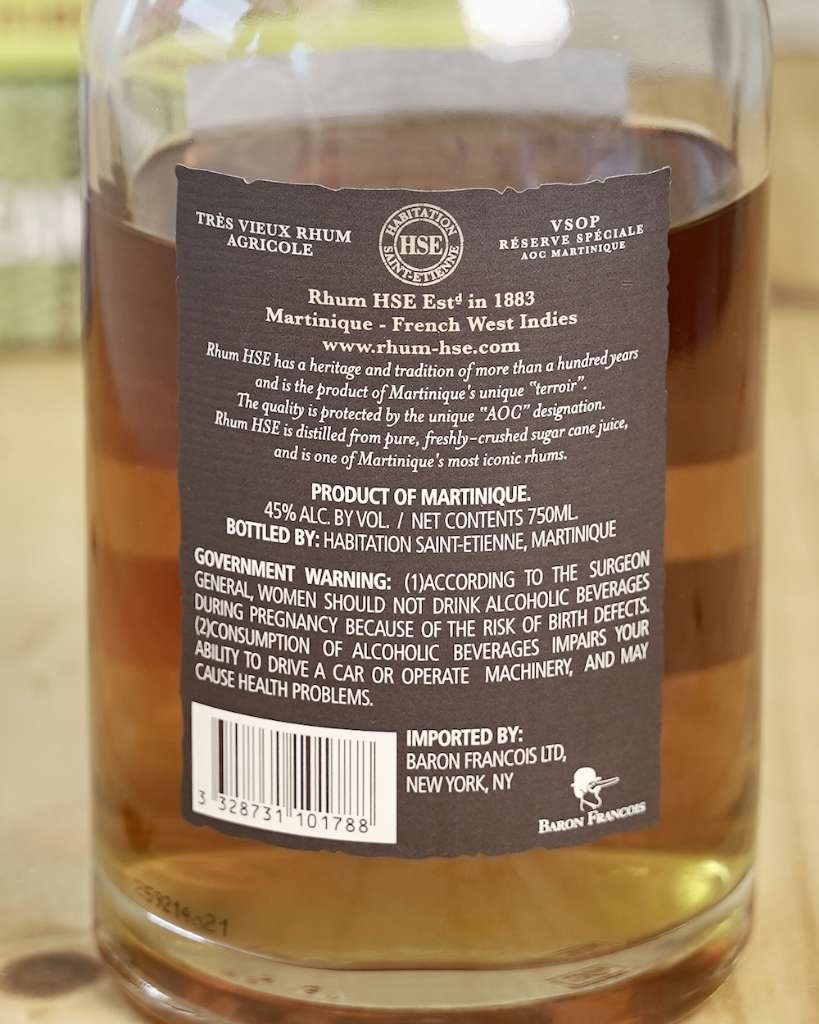 TRÈS VIEUX RHUM
AGRICOLE
HABITATION
HSE
SAINT-ETIENNE
VSOP
RÉSERVE SPÉCIALE
AOC MARTINIQUE
Rhum HSE Estd in 1883
Martinique - French West Indies
www.rhum-hse.com
Rhum HSE has a heritage and tradition of more than a hundred years
and is the product of Martinique's unique "terroir".
The quality is protected by the unique "AOC" designation.
Rhum HSE is distilled from pure, freshly-crushed sugar cane juice,
and is one of Martinique's most iconic rhums.
PRODUCT OF MARTINIQUE.
45% ALC. BY VOL. / NET CONTENTS 750ML
BOTTLED BY: HABITATION SAINT-ETIENNE, MARTINIQUE
GOVERNMENT WARNING: (1)ACCORDING TO THE SURGEON
GENERAL, WOMEN SHOULD NOT DRINK ALCOHOLIC BEVERAGES
DURING PREGNANCY BECAUSE OF THE RISK OF BIRTH DEFECTS.
(2)CONSUMPTION OF ALCOHOLIC BEVERAGES IMPAIRS YOUR
ABILITY TO DRIVE A CAR OR OPERATE MACHINERY, AND MAY
CAUSE HEALTH PROBLEMS.
IMPORTED BY:
BARON FRANCOIS LTD,
NEW YORK, NY
3 328731 101788
BARON FRANCOIS